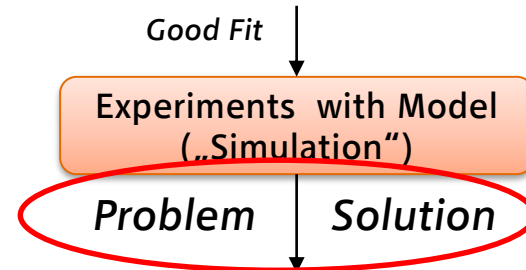 Good Fit
Experiments with Model
(„Simulation“)
Problem Solution